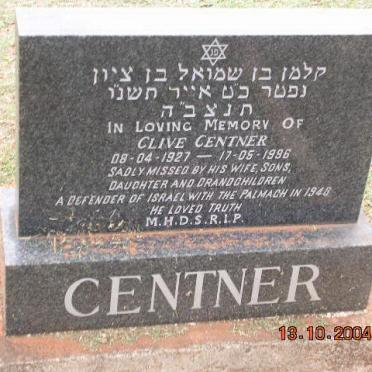 קלמן בן שמואל בן ציון
נפטר כ״ט אייר תשנ״ו
ת נ צ ב ״ ה
IN LOVING MEMORY OF
CLIVE CENTNER
08-04-1927 — 17-05-1996
SADLY MISSED BY HIS WIFE, SONS,
DAUGHTER AND GRANDCHILDREN
A DEFENDER OF ISRAEL WITH THE PALMACH IN 1948
HE LOVED TRUTH
M.H.D.S.R.I.P.
CENTNER
13.10.2004